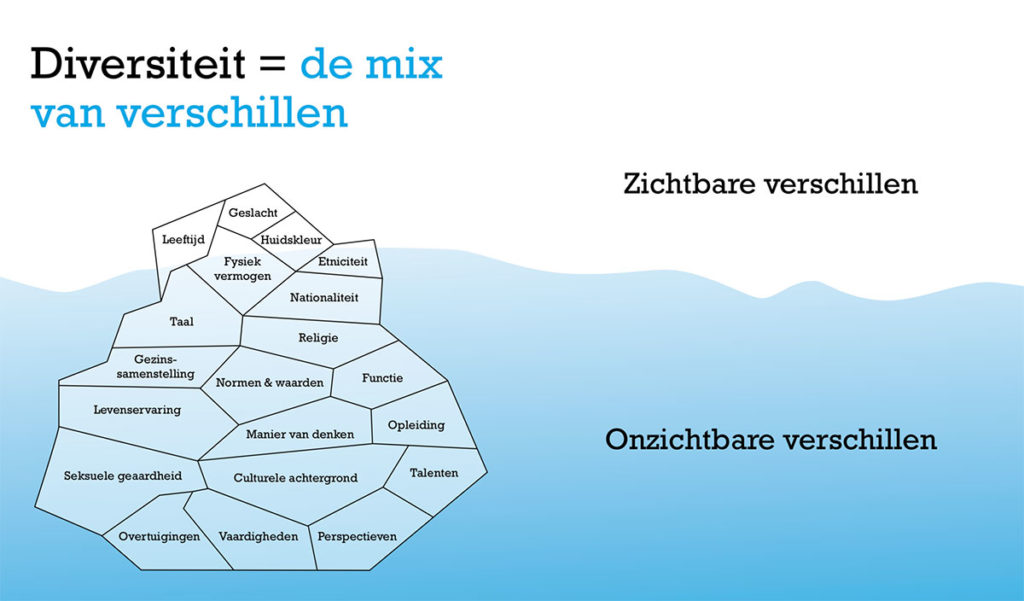 Diversiteit = de mix
van verschillen
Zichtbare verschillen
Geslacht
Leeftijd
Huidskleur
Fysiek
vermogen
Etniciteit
Nationaliteit
Taal
Religie
Gezins-
samenstelling
Normen & waarden
Functie
Levenservaring
Manier van denken
Opleiding
Onzichtbare verschillen
Seksuele geaardheid
Culturele achtergrond
Talenten
Overtuigingen
Vaardigheden
Perspectieven